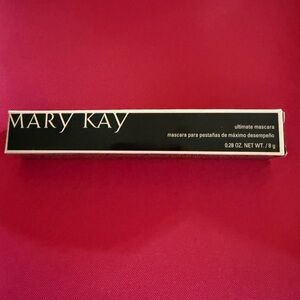 MARY KAY
ultimate mascara
mascara para pestañas de máximo desempeño
0.28 OZ. NET WT. / 8 g